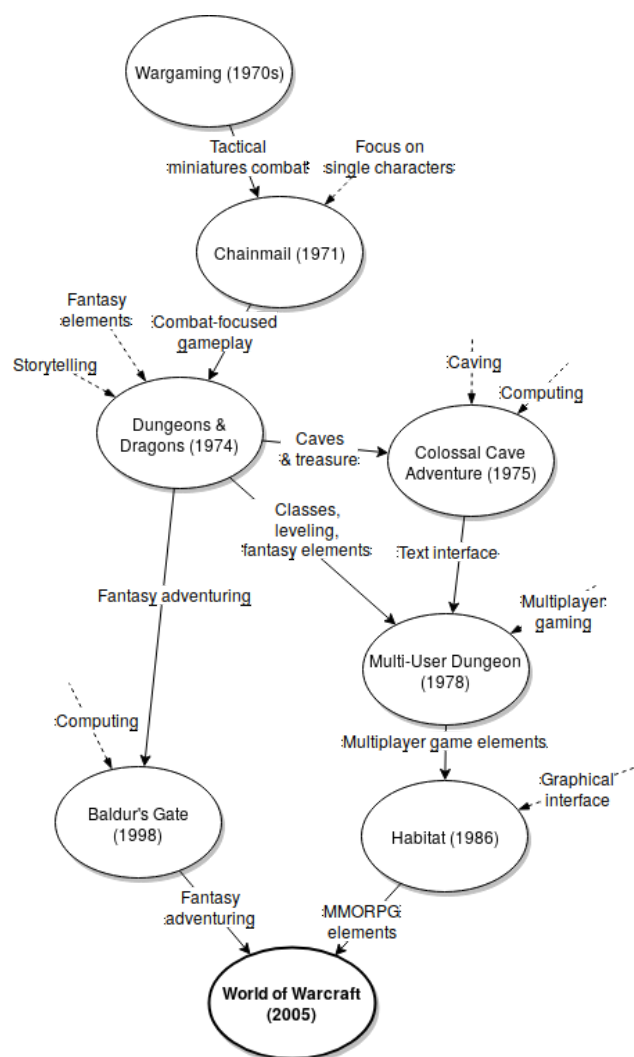 Wargaming (1970s)
Tactical
miniatures combat
Focus on
single characters
Chainmail (1971)
Fantasy
elements
Combat-focused
gameplay
Storytelling
Caving
Computing
Dungeons &
Dragons (1974)
Caves
& treasure
Colossal Cave
Adventure (1975)
Classes,
leveling,
fantasy elements
Text interface
Fantasy adventuring
Multiplayer
gaming
Multi-User Dungeon
(1978)
Computing
Multiplayer game elements
Graphical
interface
Baldur's Gate
(1998)
Habitat (1986)
Fantasy
adventuring
MMORPG
elements
World of Warcraft
(2005)